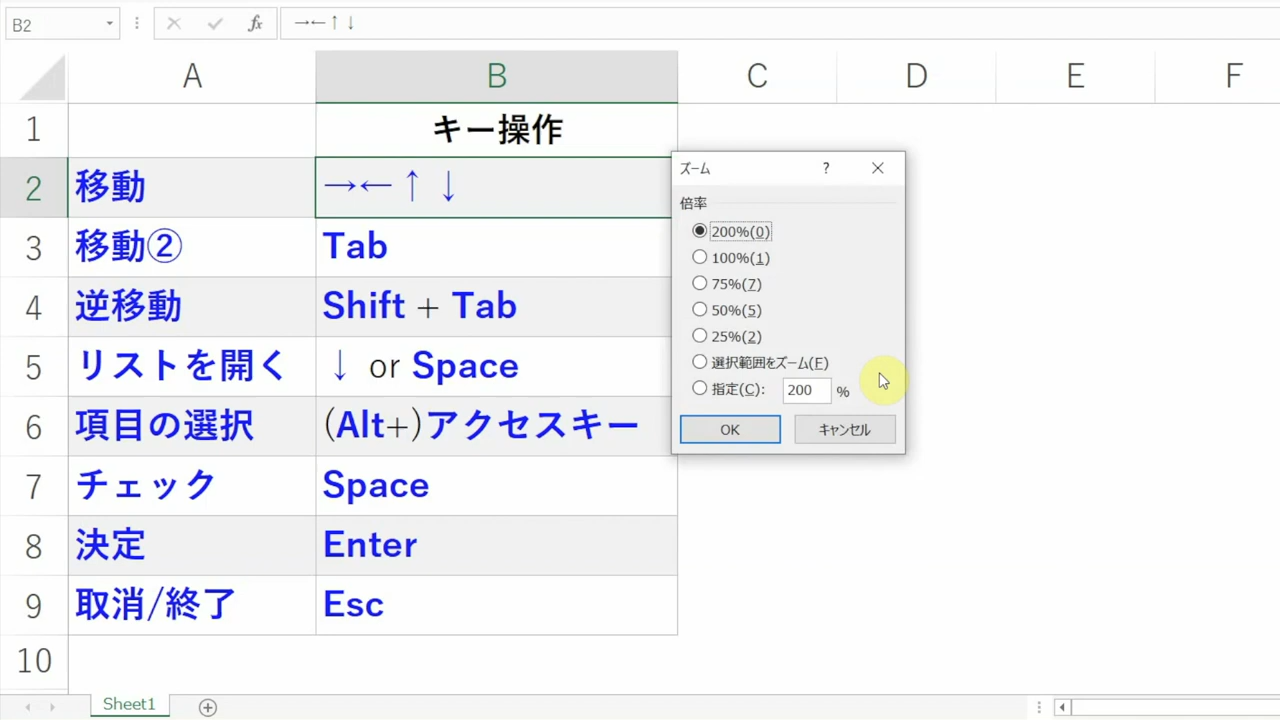 B2 fx →←↑↓
A B C D E F
1 キー操作
2 移動 →←↑↓
3 移動② Tab
4 逆移動 Shift + Tab
5 リストを開く ↓ or Space
6 項目の選択 (Alt+)アクセスキー
7 チェック Space
8 決定 Enter
9 取消/終了 Esc
10
ズーム ?
倍率
200%(0)
100%(1)
75%(7)
50%(5)
25%(2)
選択範囲をズーム(F)
指定(C): 200 %
OK キャンセル
Sheet1